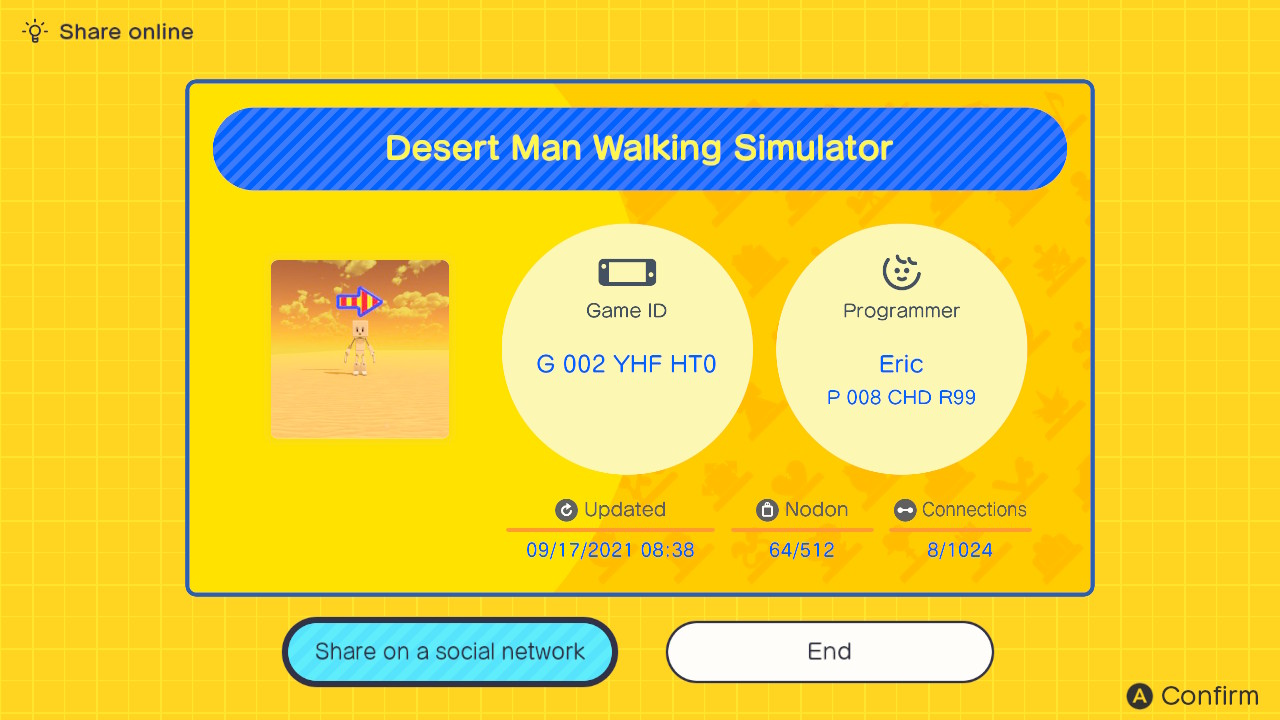 Share online
Desert Man Walking Simulator
Game ID
G 002 YHF HT0
Programmer
Eric
P 008 CHD R99
Updated
09/17/2021 08:38
Nodon
64/512
Connections
8/1024
Share on a social network
End
A Confirm